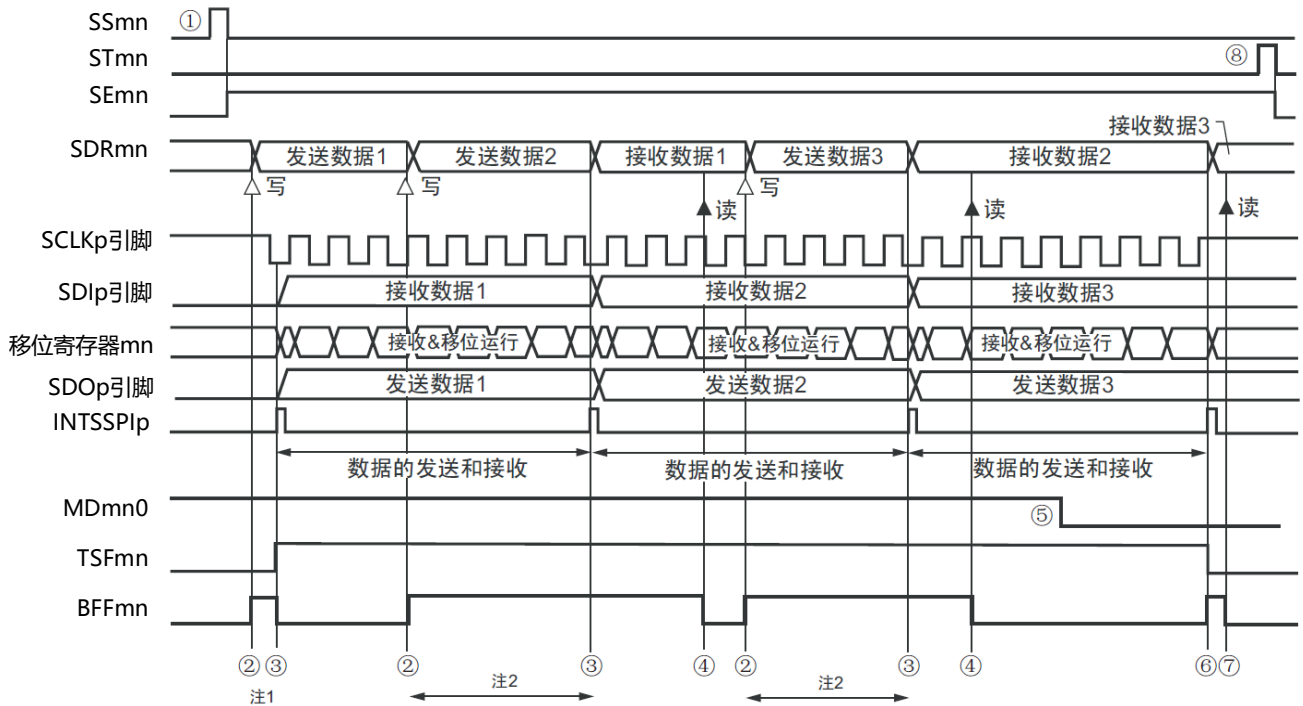 SSmn ①
STmn ⑧
SEmn
接收数据3
SDRmn 发送数据1 发送数据2 接收数据1 发送数据3 接收数据2
写 写 读 写 读 读
SCLKp引脚
SDIp引脚 接收数据1 接收数据2 接收数据3
移位寄存器mn 接收&移位运行 接收&移位运行 接收&移位运行
SDOp引脚 发送数据1 发送数据2 发送数据3
INTSSPIp
数据的发送和接收 数据的发送和接收 数据的发送和接收
MDmn0 ⑤
TSFmn
BFFmn
② ③ ② ③ ④ ② ③ ④ ⑥ ⑦
注1 注2 注2